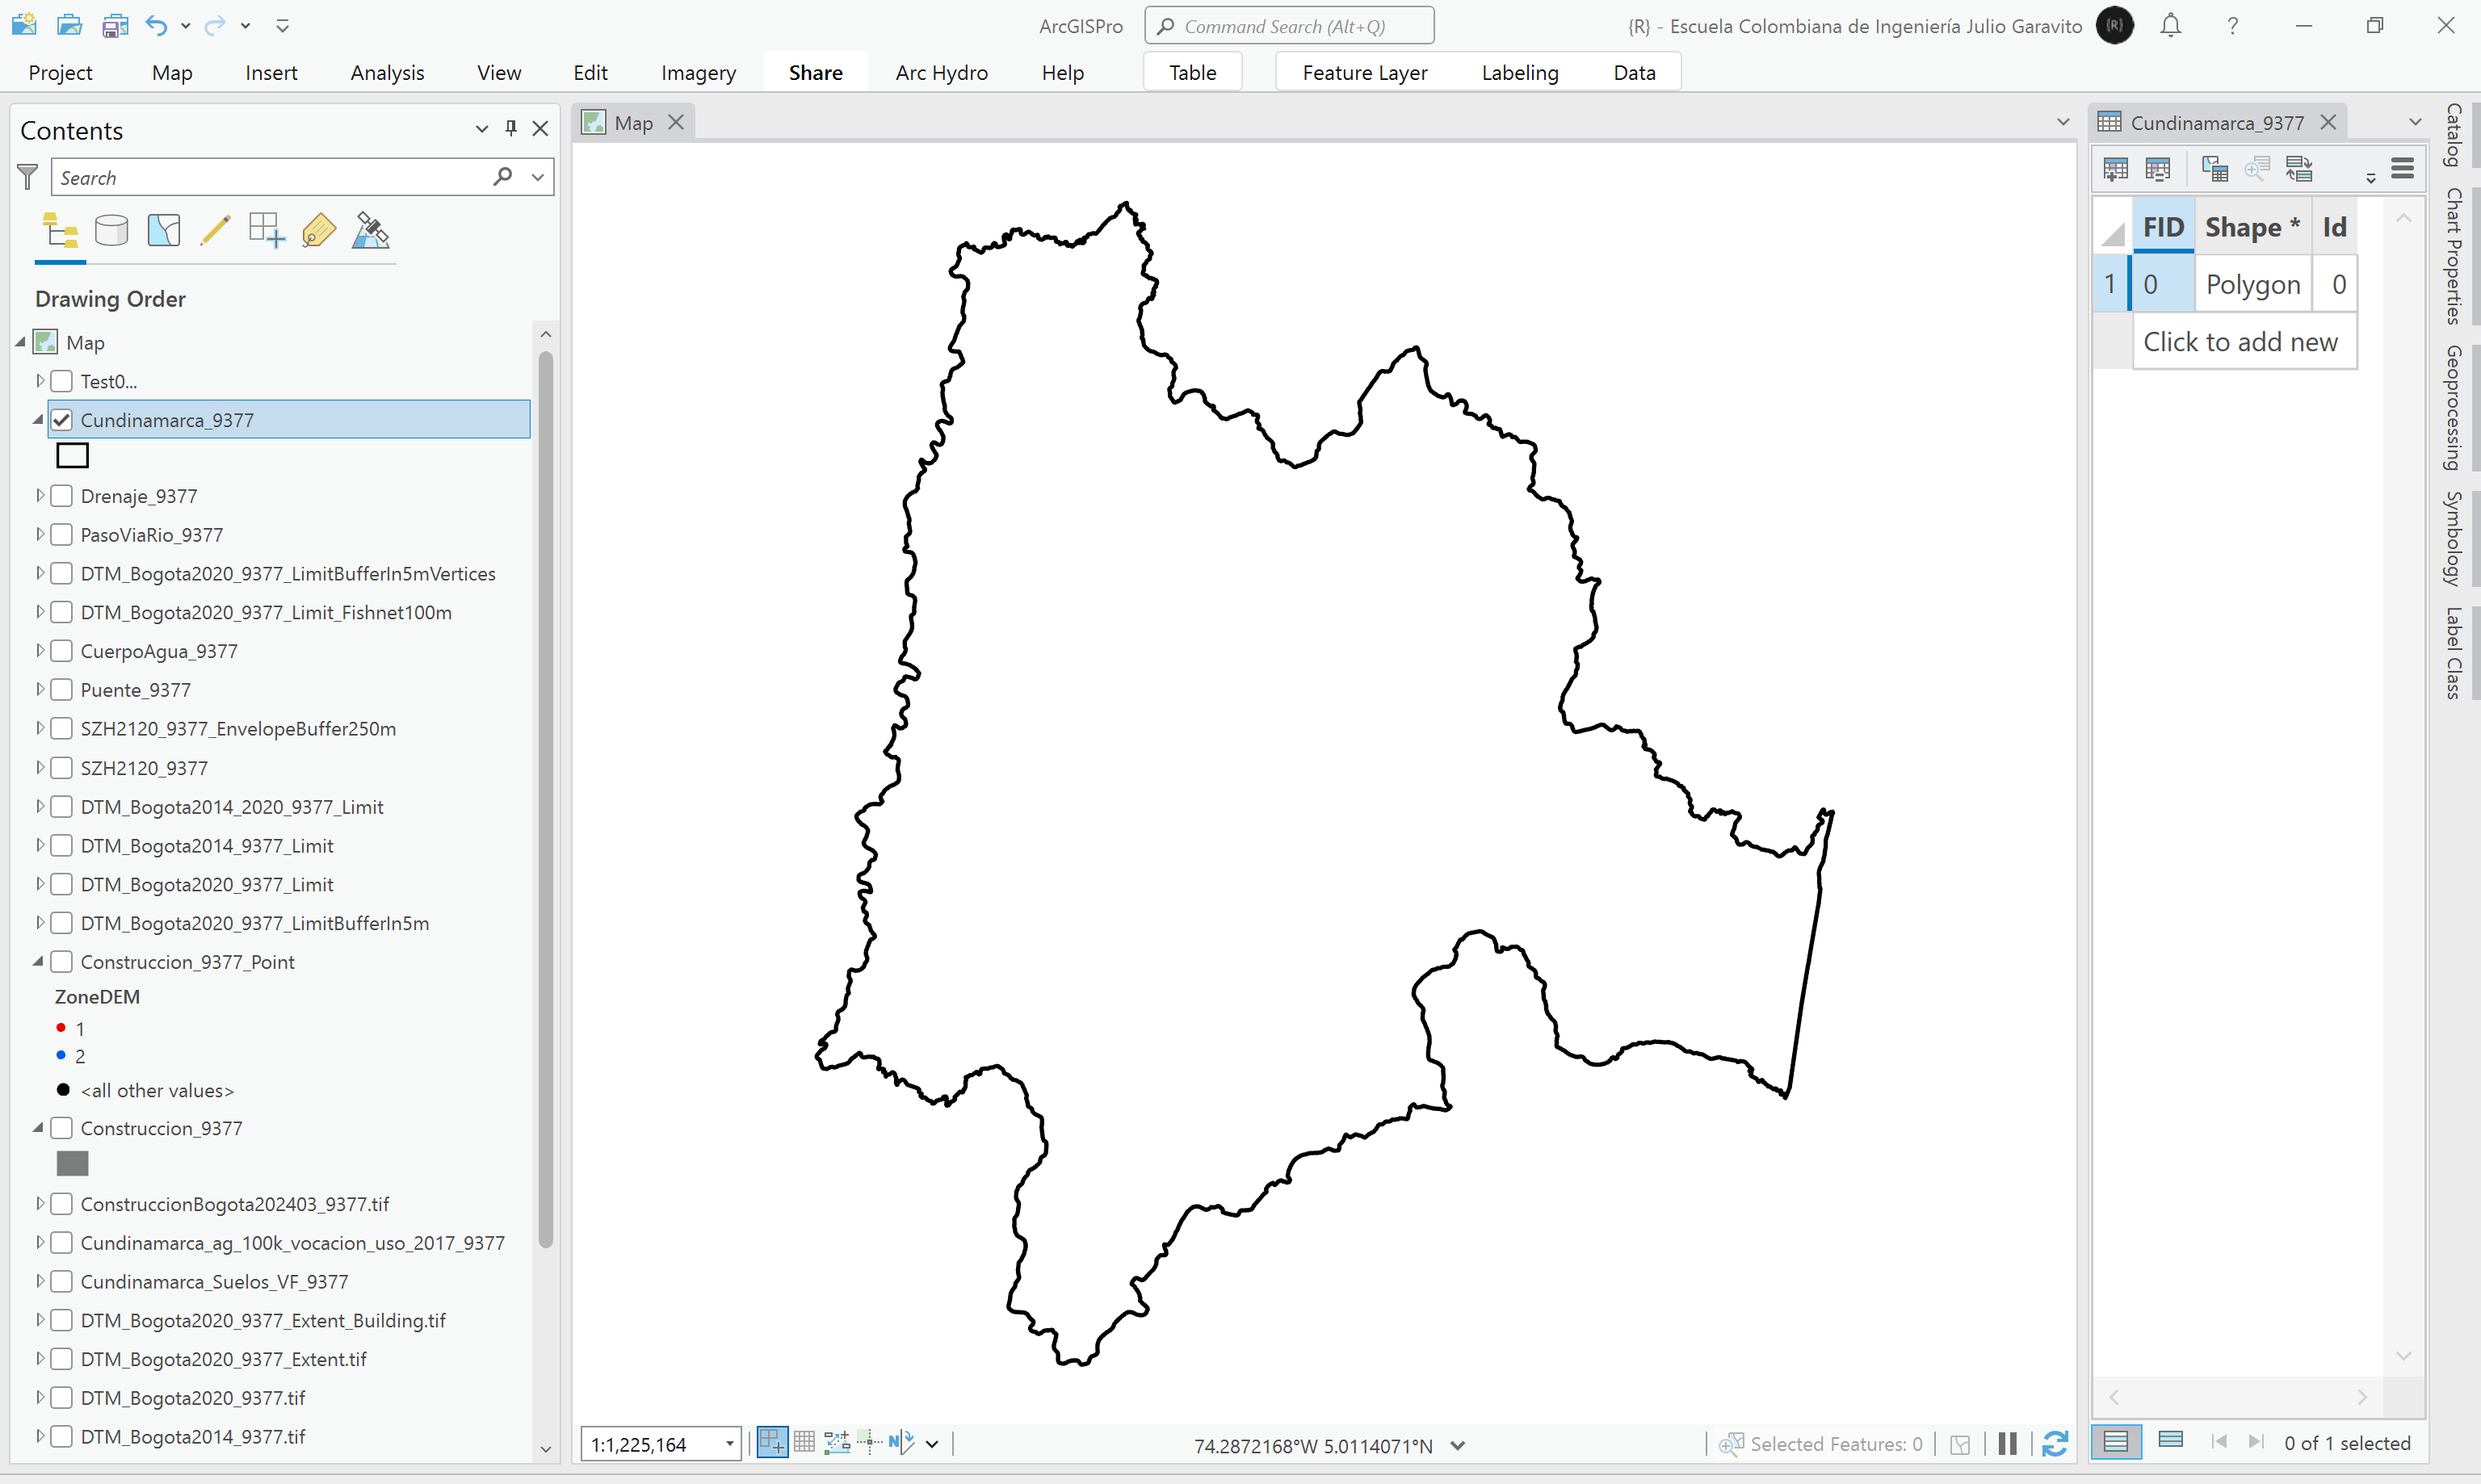 ArcGISPro
Command Search (Alt+Q)
{R} - Escuela Colombiana de Ingeniería Julio Garavito
{R}
?
Project
Map
Insert
Analysis
View
Edit
Imagery
Share
Arc Hydro
Help
Table
Feature Layer
Labeling
Data
Contents
Search
Drawing Order
Map
Test0...
Cundinamarca_9377
Drenaje_9377
PasoViaRio_9377
DTM_Bogota2020_9377_LimitBufferIn5mVertices
DTM_Bogota2020_9377_Limit_Fishnet100m
CuerpoAgua_9377
Puente_9377
SZH2120_9377_EnvelopeBuffer250m
SZH2120_9377
DTM_Bogota2014_2020_9377_Limit
DTM_Bogota2014_9377_Limit
DTM_Bogota2020_9377_Limit
DTM_Bogota2020_9377_LimitBufferIn5m
Construccion_9377_Point
ZoneDEM
1
2
<all other values>
Construccion_9377
ConstruccionBogota202403_9377.tif
Cundinamarca_ag_100k_vocacion_uso_2017_9377
Cundinamarca_Suelos_VF_9377
DTM_Bogota2020_9377_Extent_Building.tif
DTM_Bogota2020_9377_Extent.tif
DTM_Bogota2020_9377.tif
DTM_Bogota2014_9377.tif
Map
1:1,225,164
N
74.2872168°W 5.0114071°N
Selected Features: 0
Cundinamarca_9377
FID Shape * Id
1 0 Polygon 0
Click to add new
0 of 1 selected
Catalog
Chart Properties
Geoprocessing
Symbology
Label Class